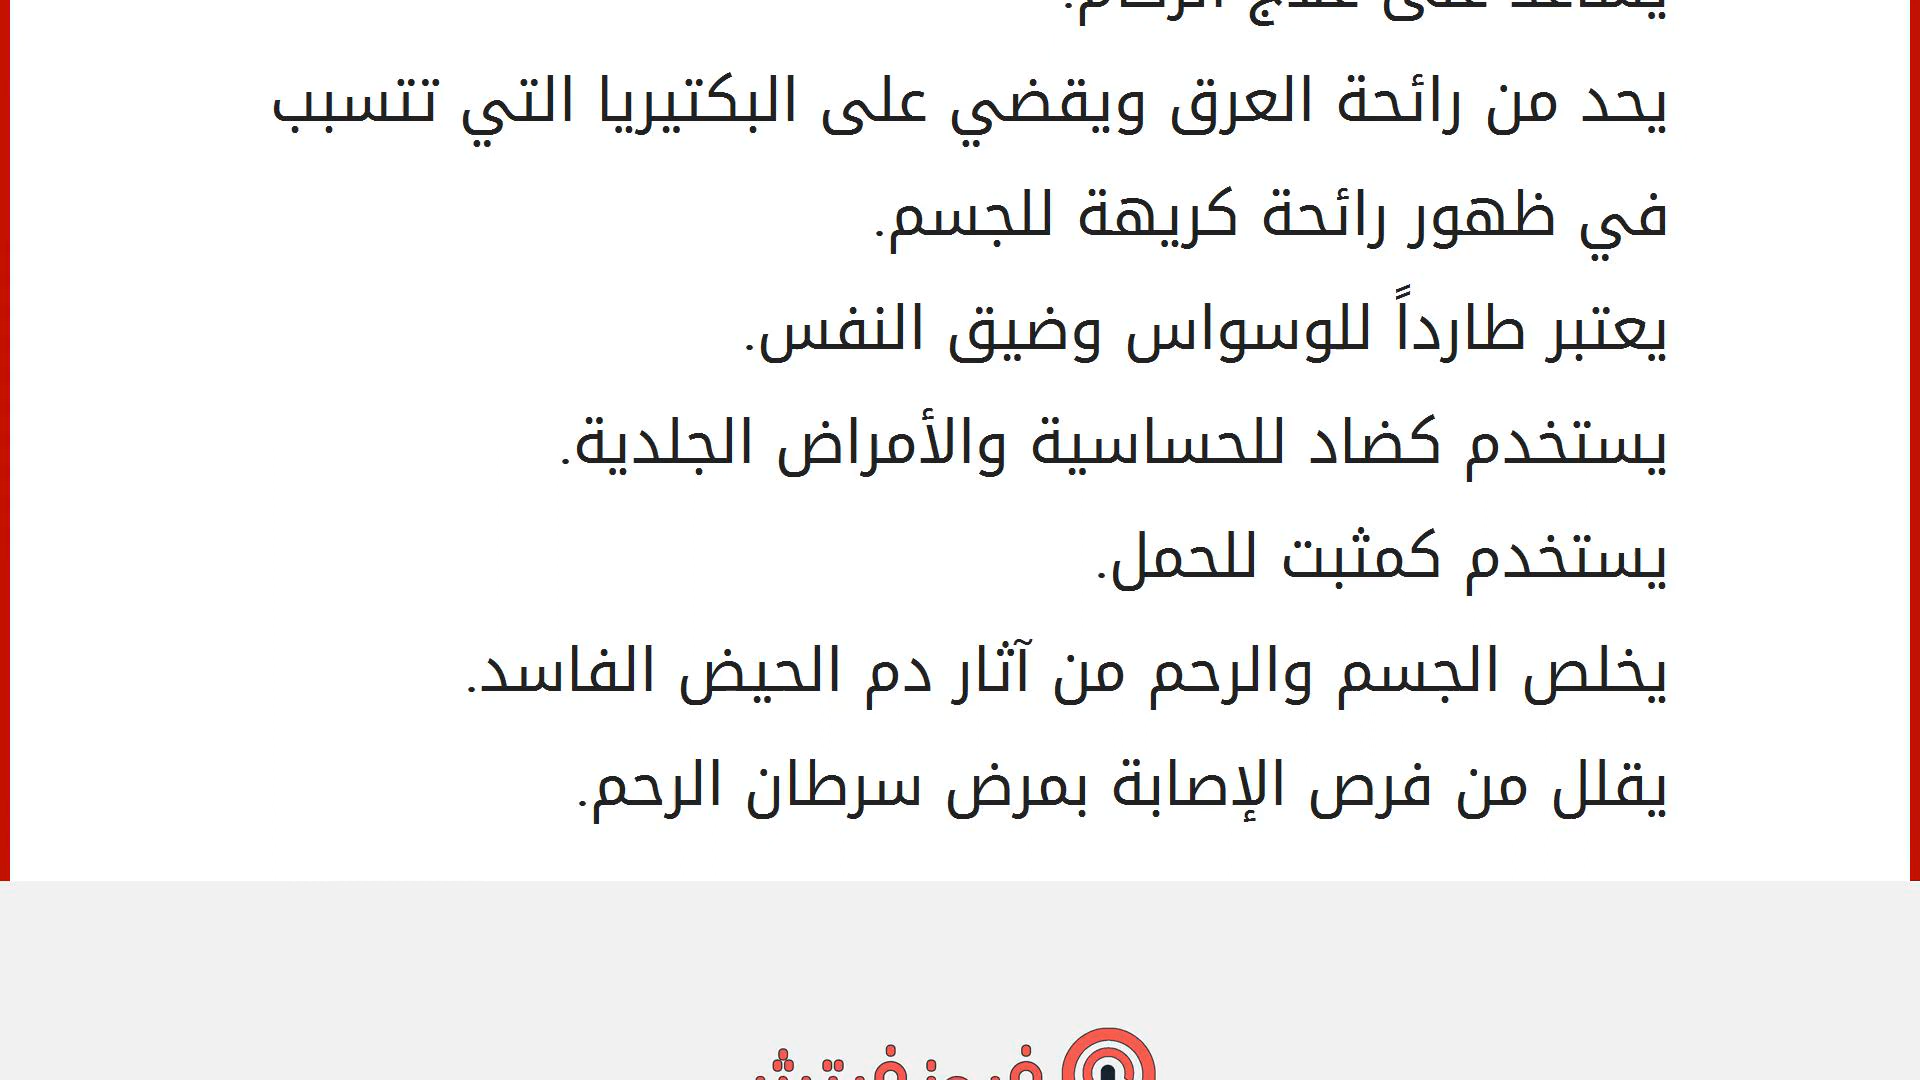 يحد من رائحة العرق ويقضي على البكتيريا التي تتسبب
في ظهور رائحة كريهة للجسم.
يعتبر طارداً للوسواس وضيق النفس.
يستخدم كضاد للحساسية والأمراض الجلدية.
يستخدم كمثبت للحمل.
يخلص الجسم والرحم من آثار دم الحيض الفاسد.
يقلل من فرص الإصابة بمرض سرطان الرحم.